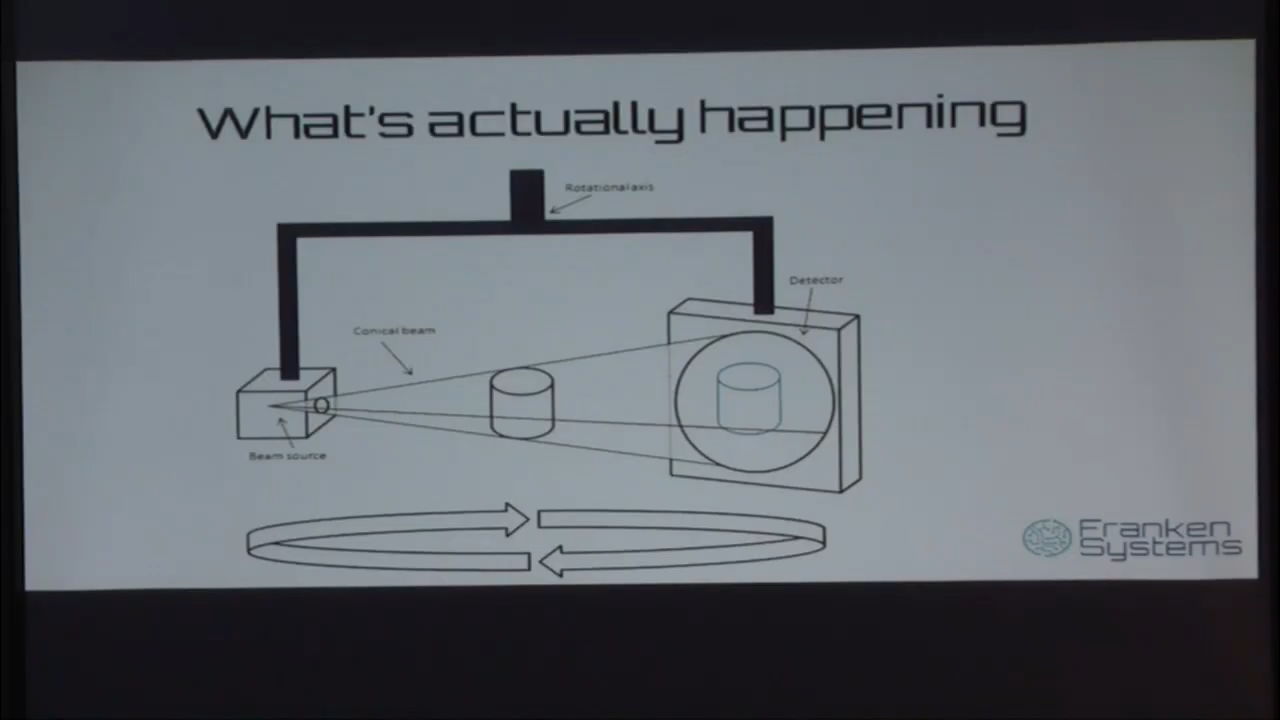 What's actually happening
Rotational axis
Detector
Conical beam
Beam source
Franken
Systems